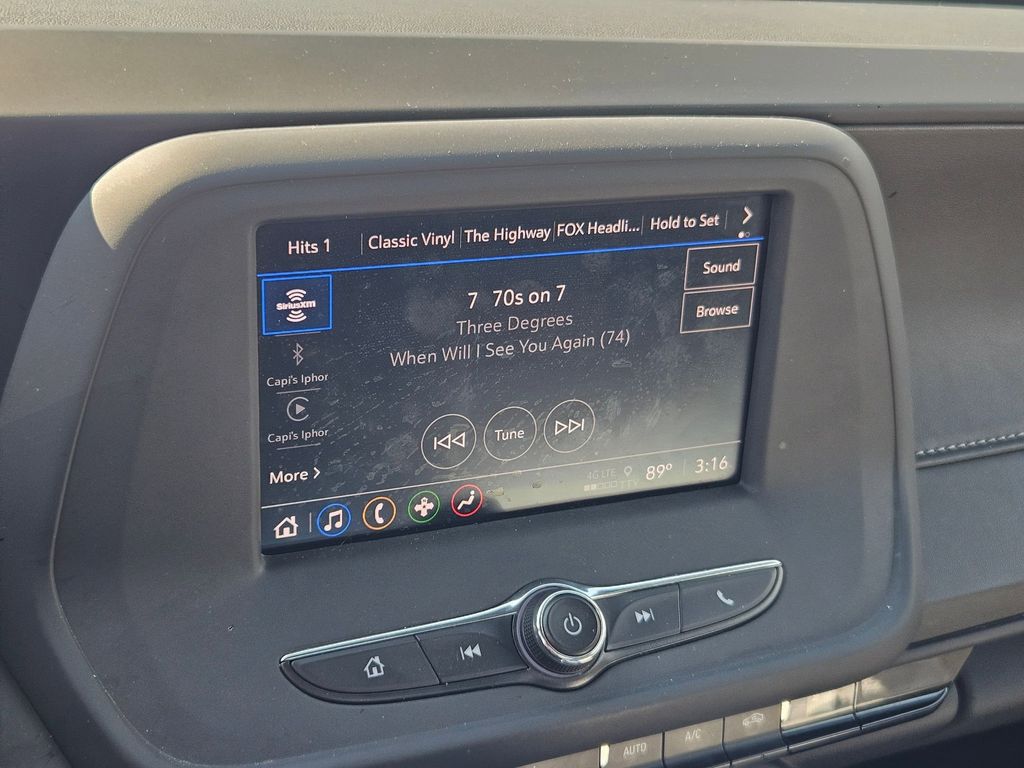 Hits 1 Classic Vinyl The Highway FOX Headli... Hold to Set
SiriusXM
Sound
7 70s on 7
Browse
Three Degrees
When Will I See You Again (74)
Capi's Iphor
Capi's Iphor
Tune
More
4G LTE
89° 3:16
AUTO
A/C